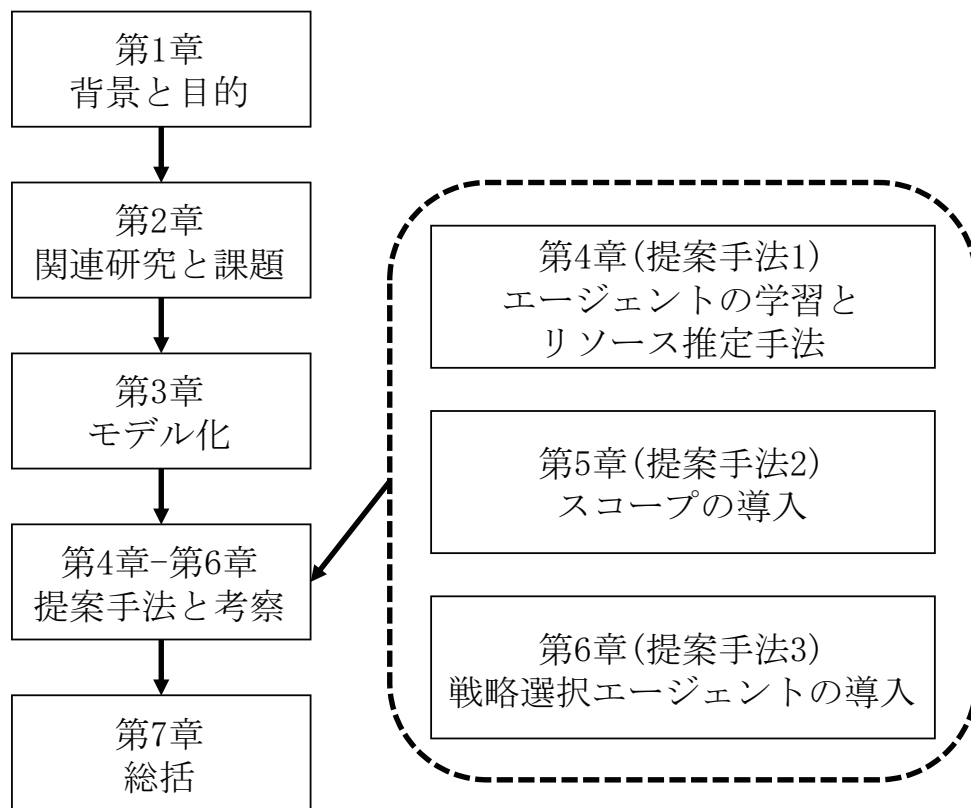 第1章
背景と目的
第2章
関連研究と課題
第3章
モデル化
第4章-第6章
提案手法と考察
第7章
総括
第4章(提案手法1)
エージェントの学習と
リソース推定手法
第5章(提案手法2)
スコープの導入
第6章(提案手法3)
戦略選択エージェントの導入